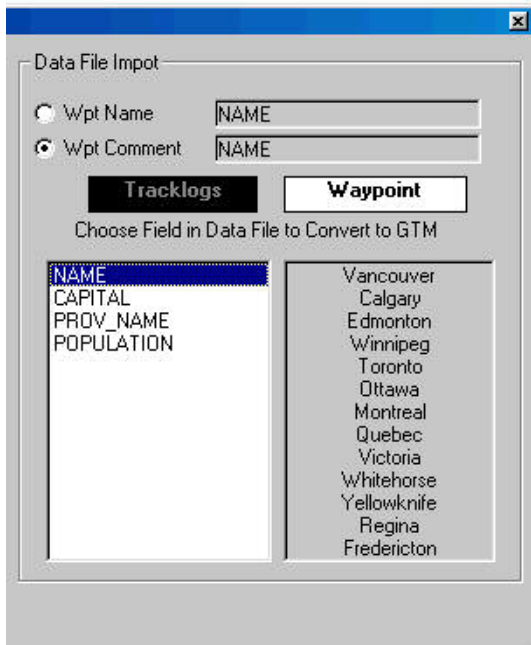 Data File Impot
Wpt Name NAME
Wpt Comment NAME
Tracklogs Waypoint
Choose Field in Data File to Convert to GTM
NAME
CAPITAL
PROV_NAME
POPULATION
Vancouver
Calgary
Edmonton
Winnipeg
Toronto
Ottawa
Montreal
Quebec
Victoria
Whitehorse
Yellowknife
Regina
Fredericton